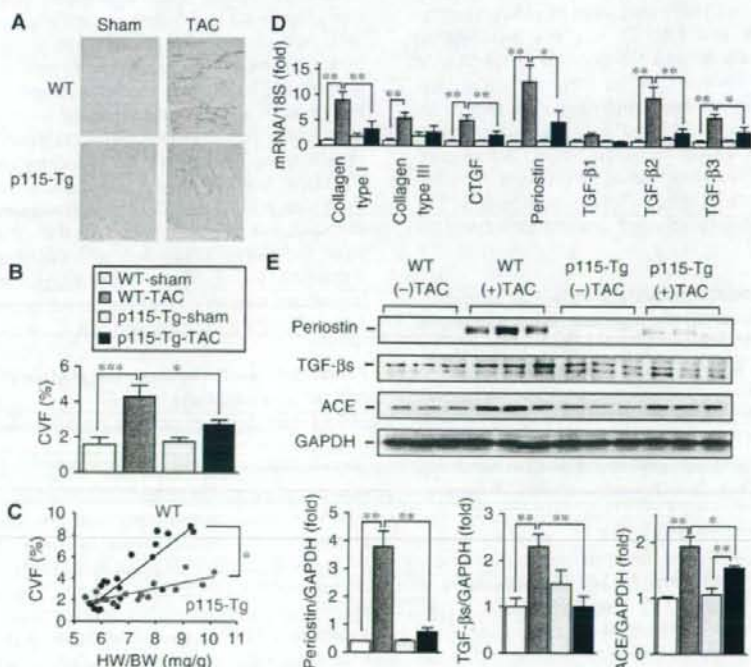 A
Sham TAC
WT
p115-Tg
B
WT-sham
WT-TAC
p115-Tg-sham
p115-Tg-TAC
*** *
CVF (%)
6
4
2
0
C
WT
CVF (%)
10
8
6
4
2
0
*
p115-Tg
5 6 7 8 9 10 11
HW/BW (mg/g)
D
mRNA/18S (fold)
15
10
5
0
** ** ** ** ** ** * ** ** ** *
Collagen type I
Collagen type III
CTGF
Periostin
TGF-β1
TGF-β2
TGF-β3
E
WT (-)TAC
WT (+)TAC
p115-Tg (-)TAC
p115-Tg (+)TAC
Periostin
TGF-βs
ACE
GAPDH
Periostin/GAPDH (fold)
5
4
3
2
1
0
** **
TGF-βs/GAPDH (fold)
3
2
1
0
** **
ACE/GAPDH (fold)
2
1
0
** * **